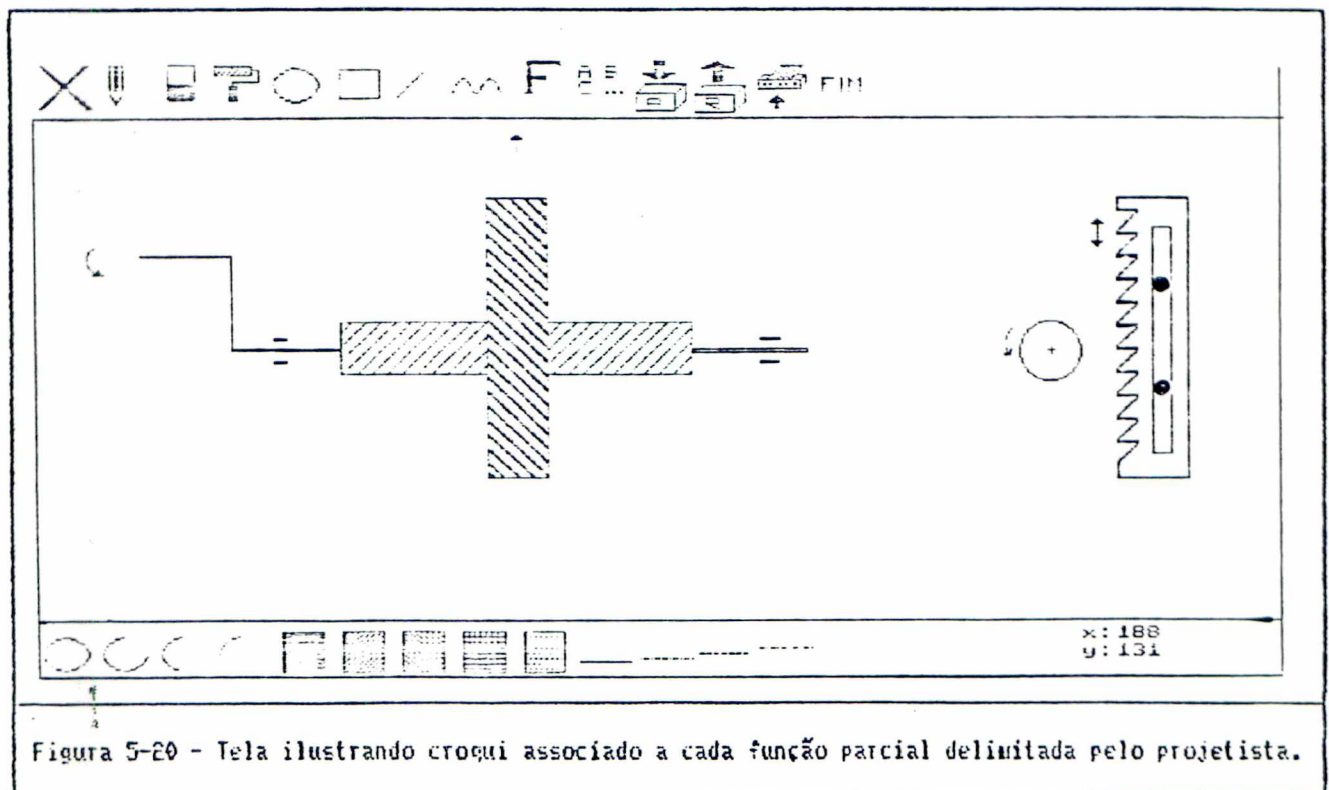 F A S
C ...
FIM
x:188
y:131
Figura 5-20 - Tela ilustrando croqui associado a cada função parcial delimitada pelo projetista.